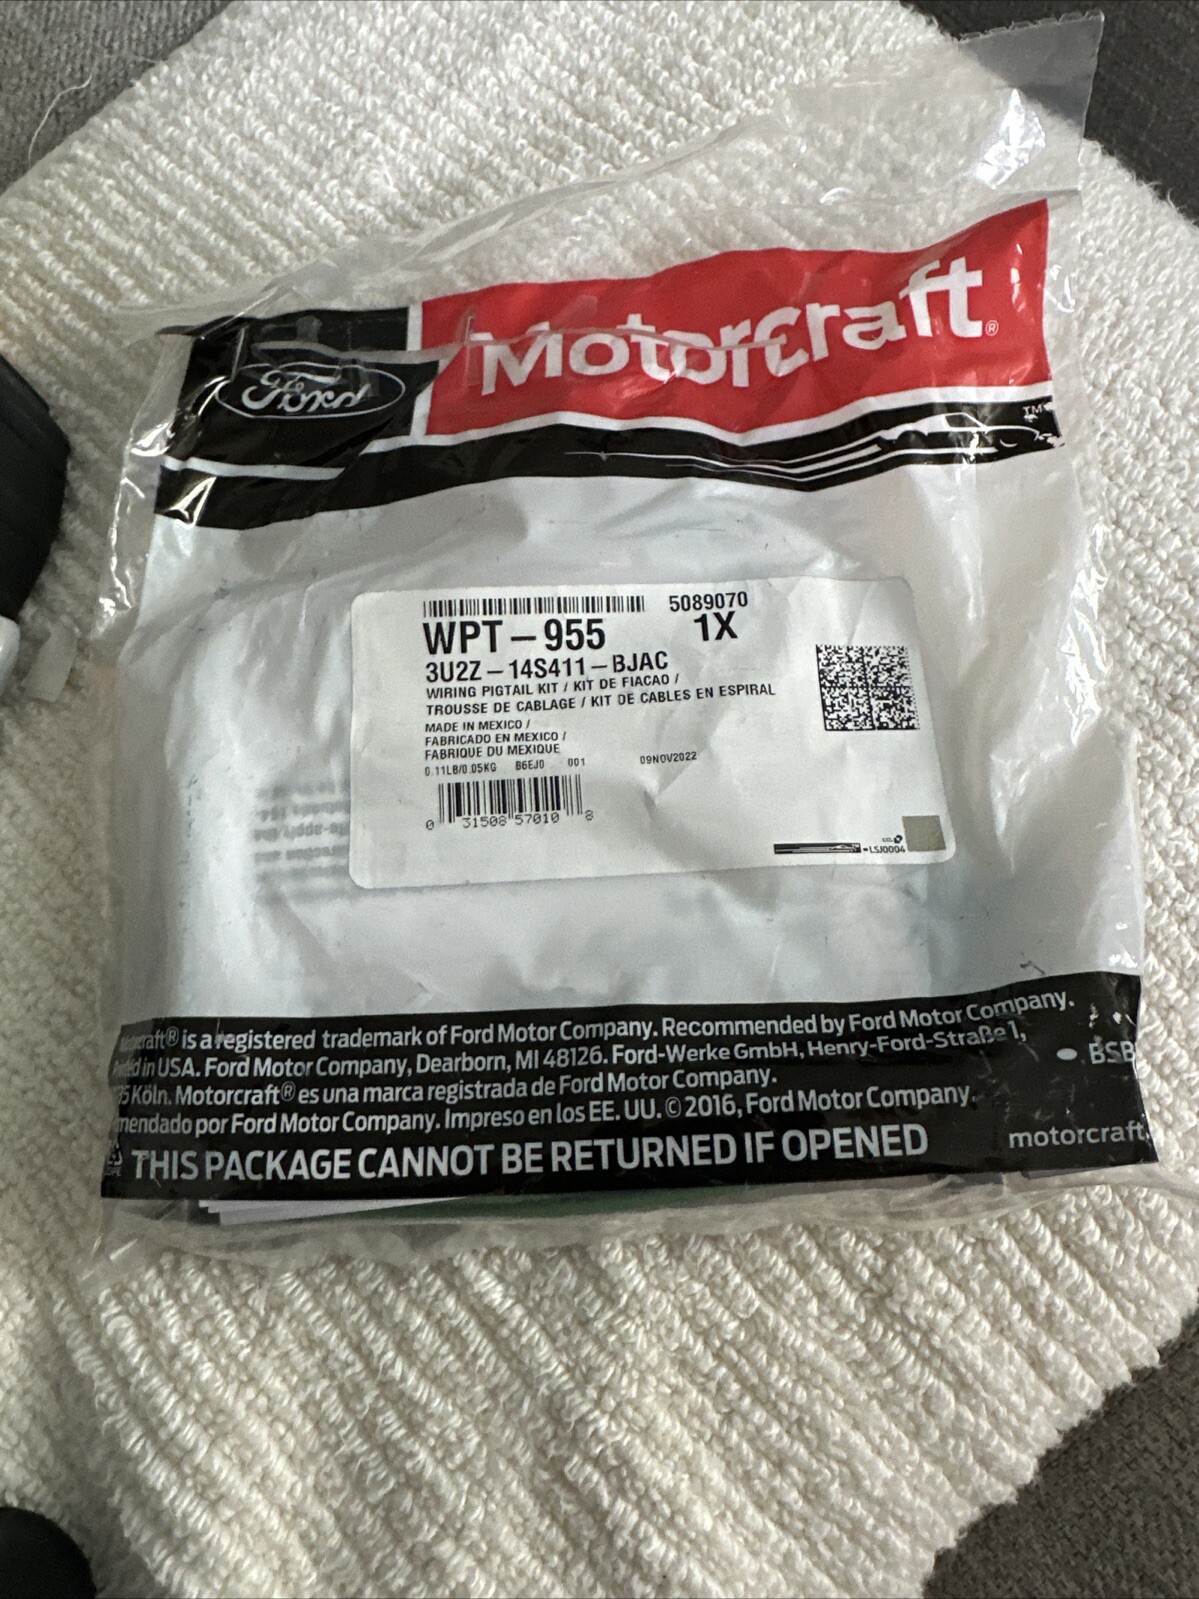 Ford
Motorcraft®
™
5089070
WPT-955 1X
3U2Z-14S411-BJAC
WIRING PIGTAIL KIT / KIT DE FIACAO /
TROUSSE DE CABLAGE / KIT DE CABLES EN ESPIRAL
MADE IN MEXICO /
FABRICADO EN MEXICO /
FABRIQUE DU MEXIQUE
0.11LB/0.05KG B6EJ0 001 09NOV2022
0 31508 57010 8
LSJ0004
® is a registered trademark of Ford Motor Company. Recommended by Ford Motor Company.
in USA. Ford Motor Company, Dearborn, MI 48126. Ford-Werke GmbH, Henry-Ford-Straße 1,
Köln. Motorcraft® es una marca registrada de Ford Motor Company.
por Ford Motor Company. Impreso en los EE. UU. © 2016, Ford Motor Company.
BSB
THIS PACKAGE CANNOT BE RETURNED IF OPENED
motorcraft.